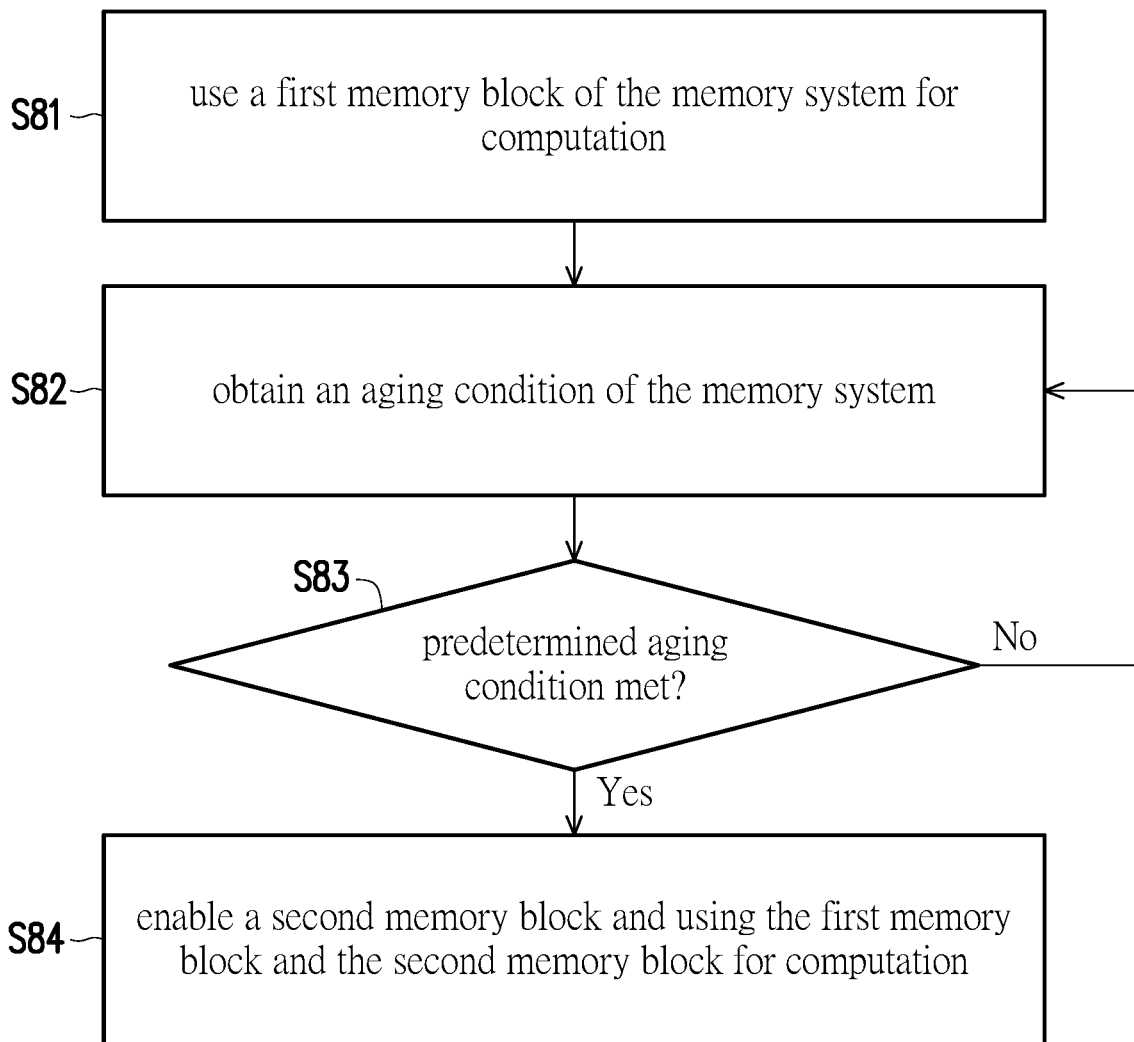 S81
use a first memory block of the memory system for
computation
S82
obtain an aging condition of the memory system
S83
predetermined aging
condition met?
No
Yes
S84
enable a second memory block and using the first memory
block and the second memory block for computation